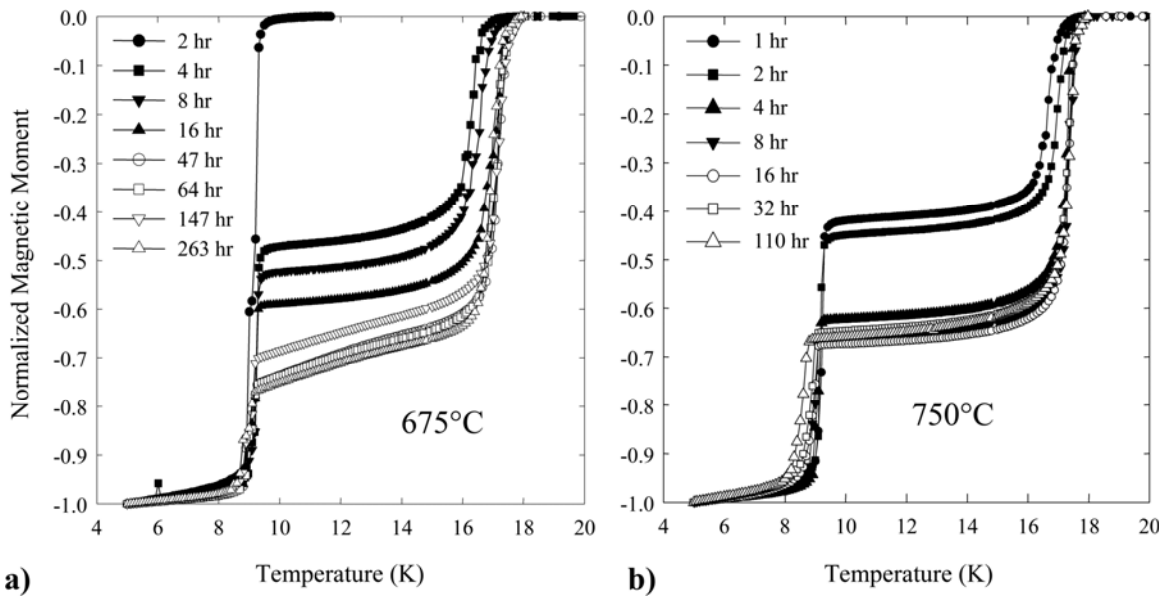 Normalized Magnetic Moment
0.0
-0.1
-0.2
-0.3
-0.4
-0.5
-0.6
-0.7
-0.8
-0.9
-1.0
2 hr
4 hr
8 hr
16 hr
47 hr
64 hr
147 hr
263 hr
675°C
4 6 8 10 12 14 16 18 20
a) Temperature (K)
0.0
-0.1
-0.2
-0.3
-0.4
-0.5
-0.6
-0.7
-0.8
-0.9
-1.0
1 hr
2 hr
4 hr
8 hr
16 hr
32 hr
110 hr
750°C
4 6 8 10 12 14 16 18 20
b) Temperature (K)